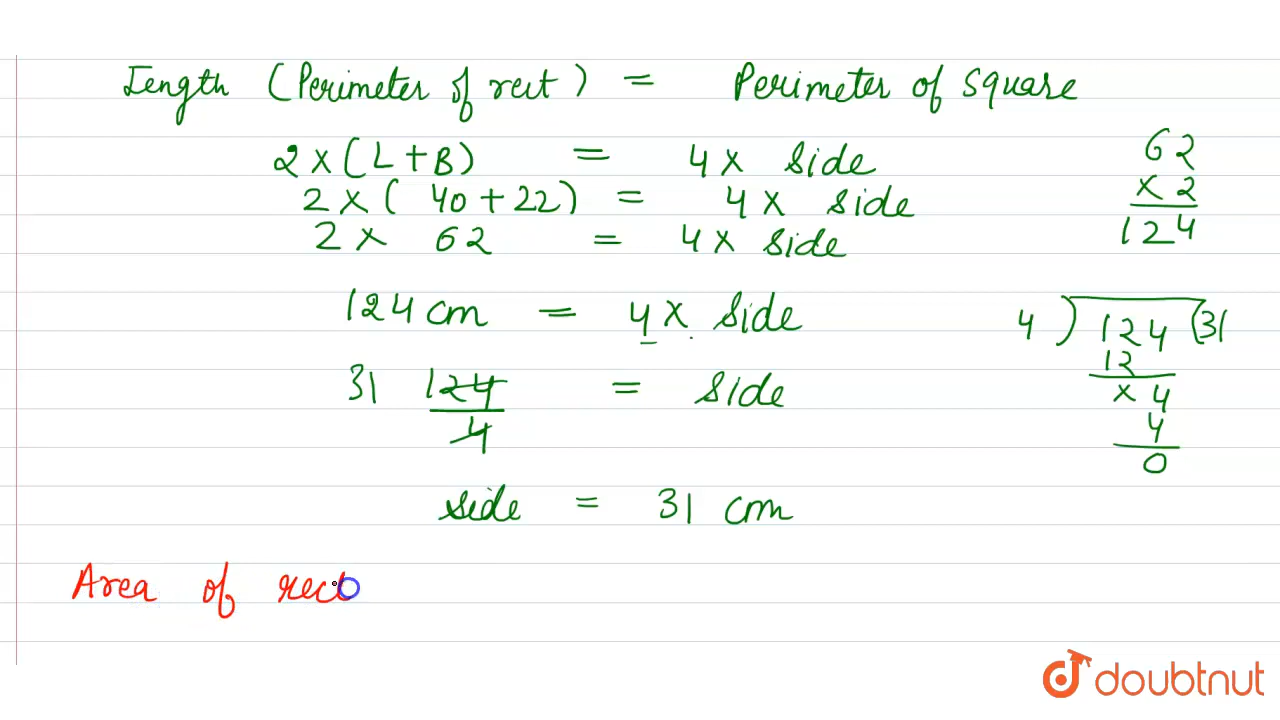 Length (Perimeter of rect) = Perimeter of Square
2 × (L + B) = 4 × side
2 × ( 40 + 22) = 4 × side
2 × 62 = 4 × side
124 cm = 4 × side
31 124/4 = side
side = 31 cm
Area of rect
62
× 2
124
4 ) 124 ( 31
12
× 4
4
0
doubtnut